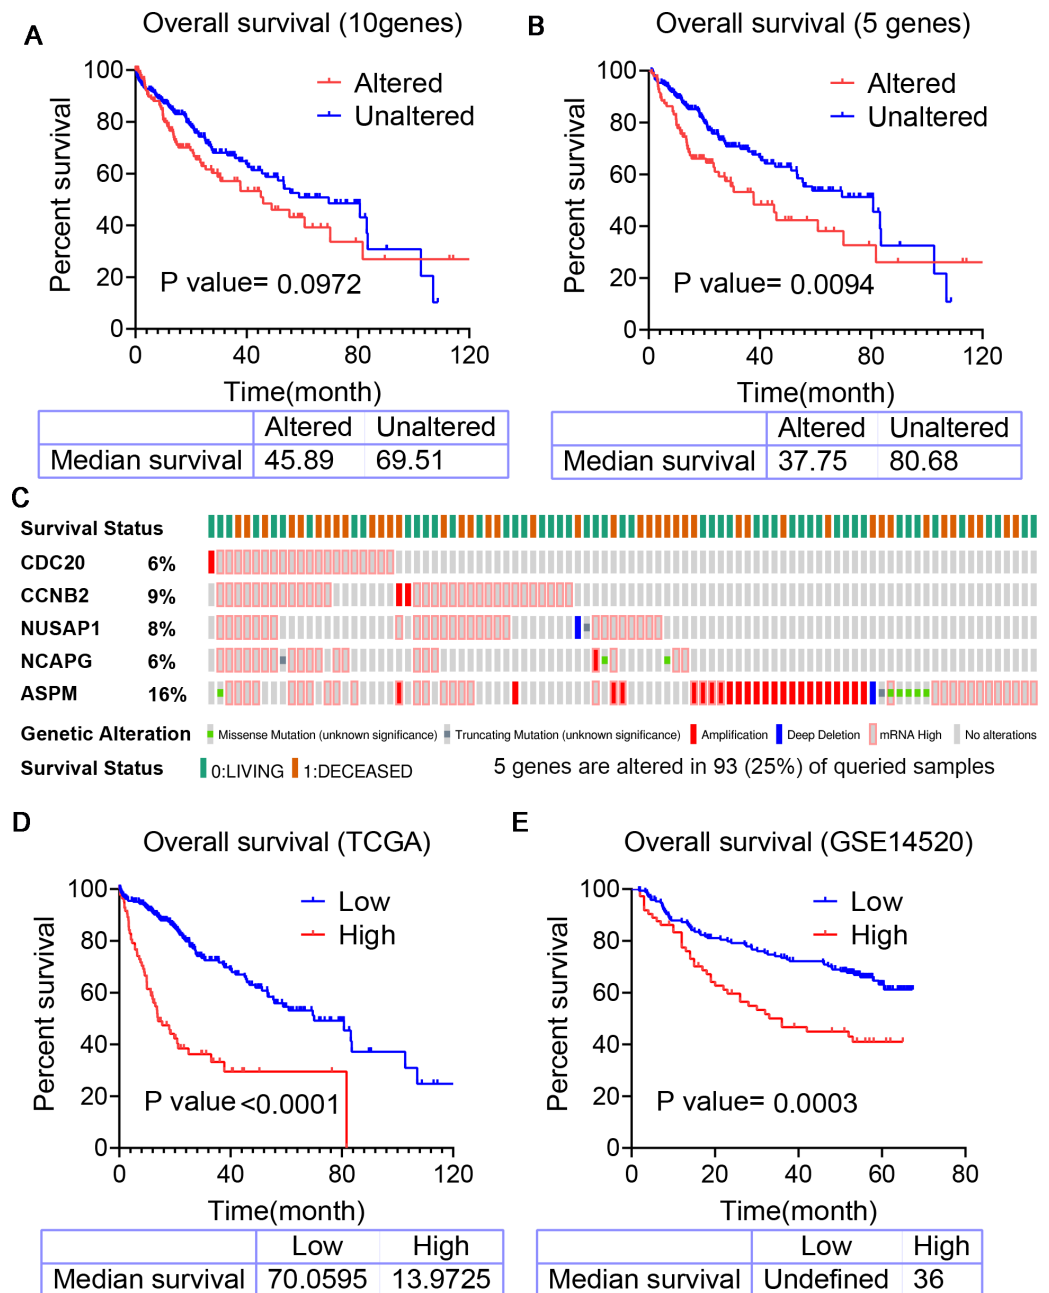 A
Overall survival (10genes)
Percent survival
100
80
60
40
20
0
Altered
Unaltered
P value= 0.0972
0 40 80 120
Time(month)
Altered Unaltered
Median survival 45.89 69.51
B
Overall survival (5 genes)
Percent survival
100
80
60
40
20
0
Altered
Unaltered
P value= 0.0094
0 40 80 120
Time(month)
Altered Unaltered
Median survival 37.75 80.68
C
Survival Status
CDC20 6%
CCNB2 9%
NUSAP1 8%
NCAPG 6%
ASPM 16%
Genetic Alteration Missense Mutation (unknown significance) Truncating Mutation (unknown significance) Amplification Deep Deletion mRNA High No alterations
Survival Status 0:LIVING 1:DECEASED 5 genes are altered in 93 (25%) of queried samples
D
Overall survival (TCGA)
Percent survival
100
80
60
40
20
0
Low
High
P value <0.0001
0 40 80 120
Time(month)
Low High
Median survival 70.0595 13.9725
E
Overall survival (GSE14520)
Percent survival
100
80
60
40
20
0
Low
High
P value= 0.0003
0 20 40 60 80
Time(month)
Low High
Median survival Undefined 36